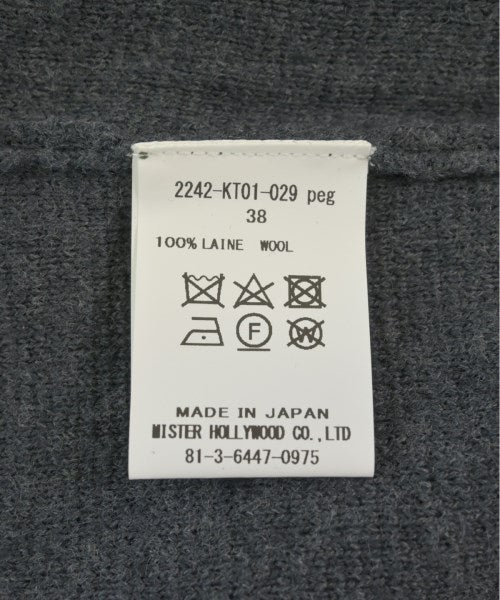 2242-KT01-029 peg
38
100% LAINE WOOL
F
W
MADE IN JAPAN
MISTER HOLLYWOOD CO.,LTD
81-3-6447-0975